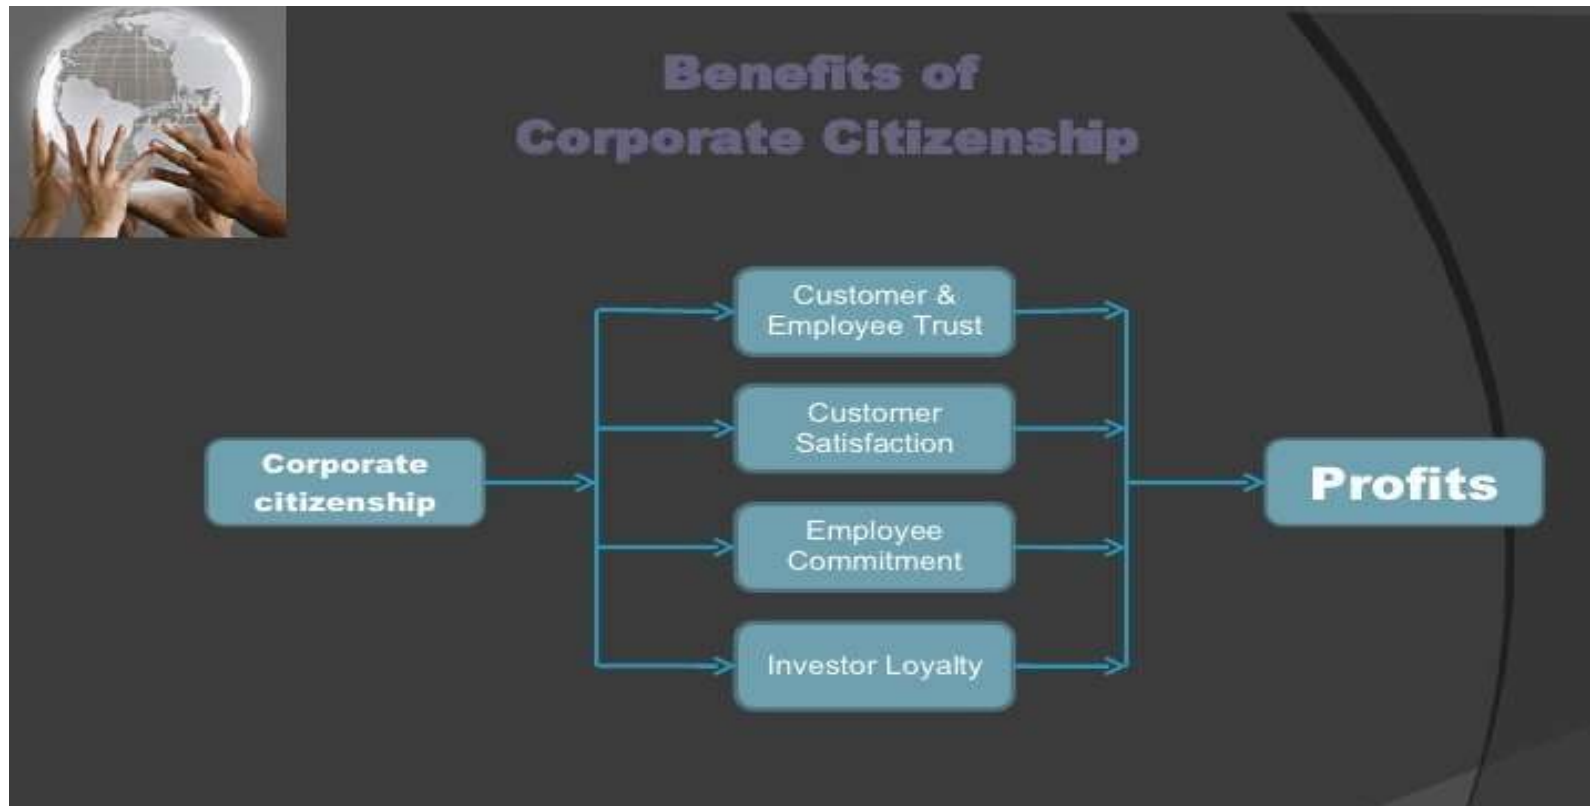 Benefits of
Corporate Citizenship
Customer &
Employee Trust
Customer
Satisfaction
Corporate
citizenship
Profits
Employee
Commitment
Investor Loyalty